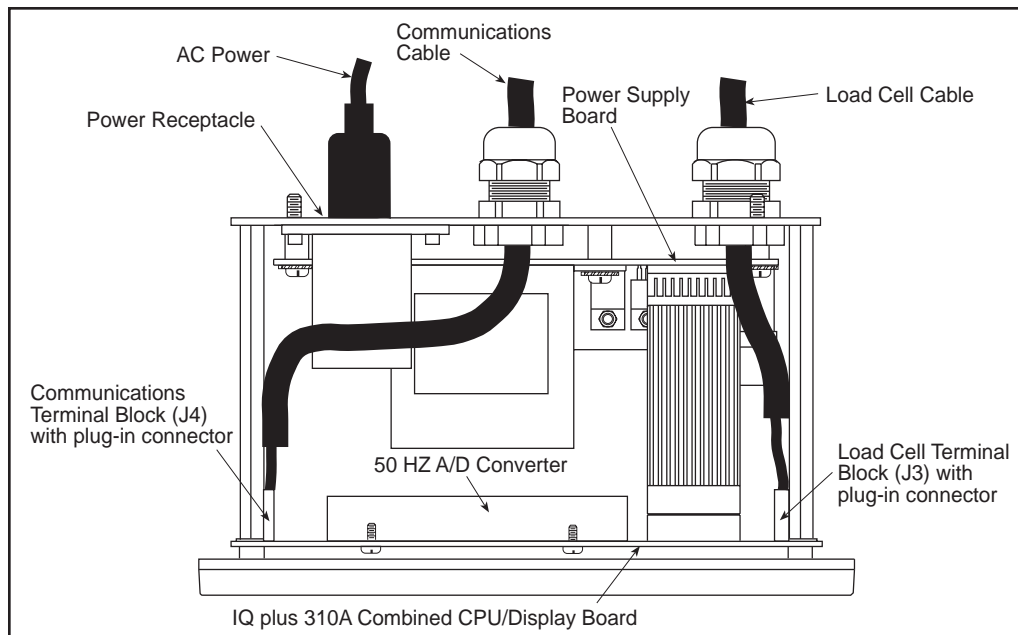 Communications
Cable
AC Power
Power Supply
Board
Load Cell Cable
Power Receptacle
Communications
Terminal Block (J4)
with plug-in connector
50 HZ A/D Converter
Load Cell Terminal
Block (J3) with
plug-in connector
IQ plus 310A Combined CPU/Display Board